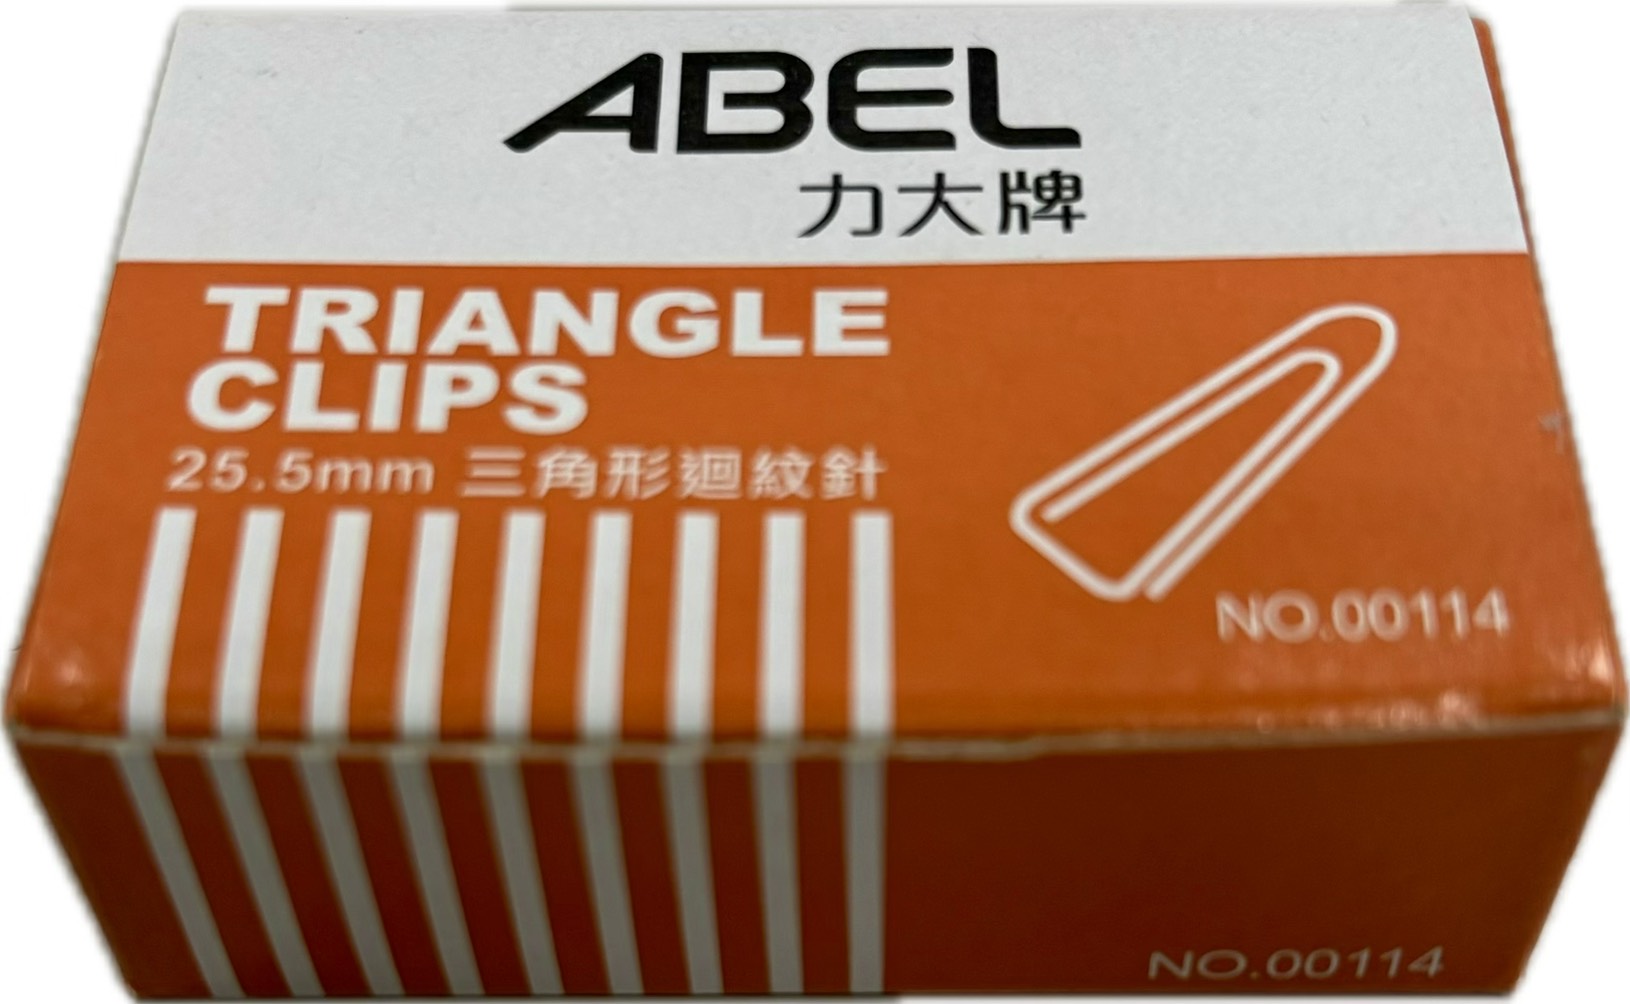 ABEL
力大牌
TRIANGLE
CLIPS
25.5mm 三角形迴紋針
NO.00114
NO.00114